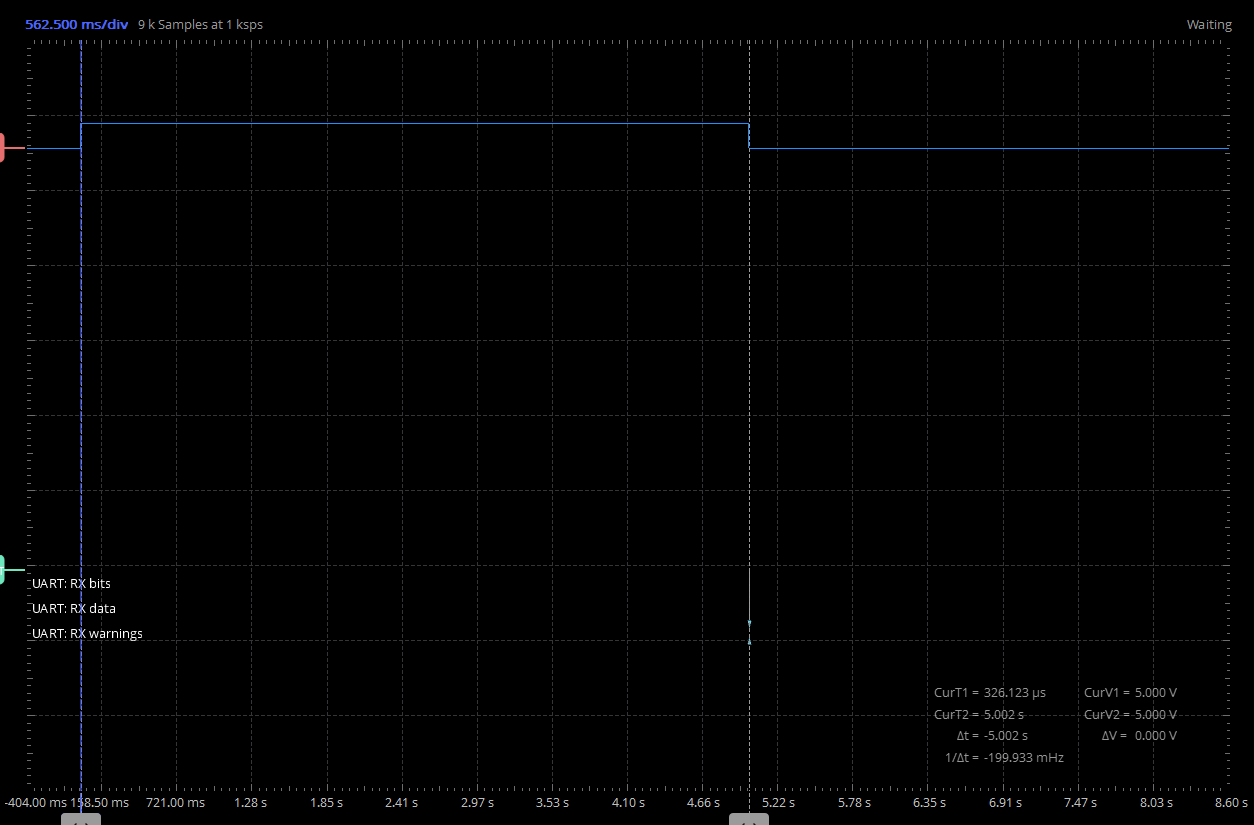 562.500 ms/div 9 k Samples at 1 ksps Waiting
UART: RX bits
UART: RX data
UART: RX warnings
CurT1 = 326.123 µs CurV1 = 5.000 V
CurT2 = 5.002 s CurV2 = 5.000 V
Δt = -5.002 s ΔV = 0.000 V
1/Δt = -199.933 mHz
-404.00 ms 158.50 ms 721.00 ms 1.28 s 1.85 s 2.41 s 2.97 s 3.53 s 4.10 s 4.66 s 5.22 s 5.78 s 6.35 s 6.91 s 7.47 s 8.03 s 8.60 s